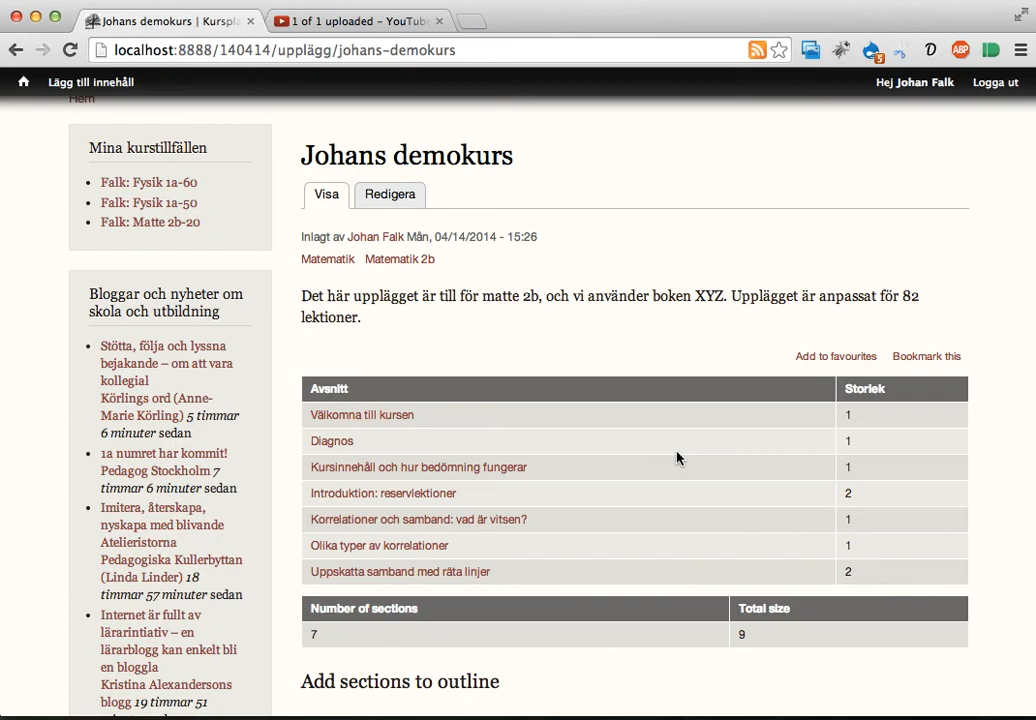 Johans demokurs | Kurspla
1 of 1 uploaded – YouTub
localhost:8888/140414/upplägg/johans-demokurs
5
ABP
Lägg till innehåll
Hej Johan Falk
Logga ut
Hem
Mina kurstillfällen
Falk: Fysik 1a-60
Falk: Fysik 1a-50
Falk: Matte 2b-20
Bloggar och nyheter om
skola och utbildning
Stötta, följa och lyssna
bejakande – om att vara
kollegial
Körlings ord (Anne-
Marie Körling) 5 timmar
6 minuter sedan
1a numret har kommit!
Pedagog Stockholm 7
timmar 6 minuter sedan
Imitera, återskapa,
nyskapa med blivande
Atelieristorna
Pedagogiska Kullerbyttan
(Linda Linder) 18
timmar 57 minuter sedan
Internet är fullt av
lärarintiativ – en
lärarblogg kan enkelt bli
en bloggla
Kristina Alexandersons
blogg 19 timmar 51
Johans demokurs
Visa
Redigera
Inlagt av Johan Falk Mån, 04/14/2014 - 15:26
Matematik Matematik 2b
Det här upplägget är till för matte 2b, och vi använder boken XYZ. Upplägget är anpassat för 82
lektioner.
Add to favourites Bookmark this
Avsnitt Storlek
Välkomna till kursen 1
Diagnos 1
Kursinnehåll och hur bedömning fungerar 1
Introduktion: reservlektioner 2
Korrelationer och samband: vad är vitsen? 1
Olika typer av korrelationer 1
Uppskatta samband med räta linjer 2
Number of sections Total size
7 9
Add sections to outline